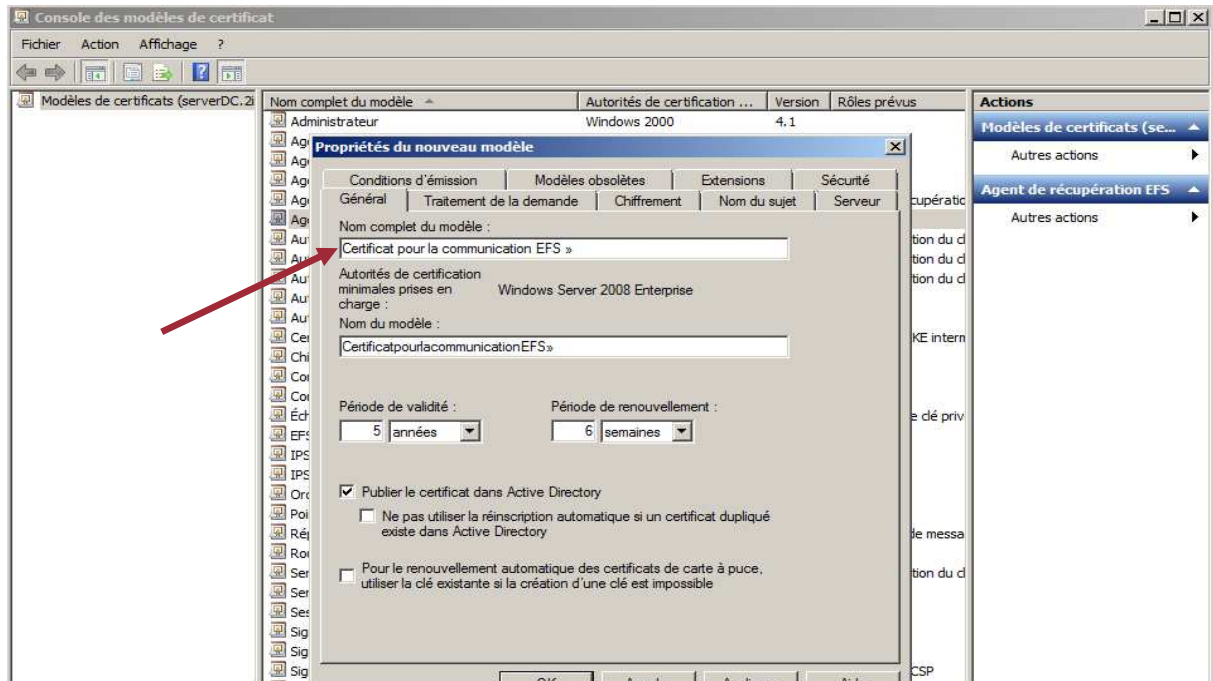 Console des modèles de certificat
Fichier Action Affichage ?
Modèles de certificats (serverDC.2i
Nom complet du modèle Autorités de certification ... Version Rôles prévus
Administrateur Windows 2000 4.1
Propriétés du nouveau modèle
Conditions d'émission Modèles obsolètes Extensions Sécurité
Général Traitement de la demande Chiffrement Nom du sujet Serveur
Nom complet du modèle :
Certificat pour la communication EFS »
Autorités de certification
minimales prises en
charge :
Windows Server 2008 Enterprise
Nom du modèle :
CertificatpourlacommunicationEFS»
Période de validité : Période de renouvellement :
5 années 6 semaines
Publier le certificat dans Active Directory
Ne pas utiliser la réinscription automatique si un certificat dupliqué
existe dans Active Directory
Pour le renouvellement automatique des certificats de carte à puce,
utiliser la clé existante si la création d'une clé est impossible
Actions
Modèles de certificats (se...
Autres actions
Agent de récupération EFS
Autres actions